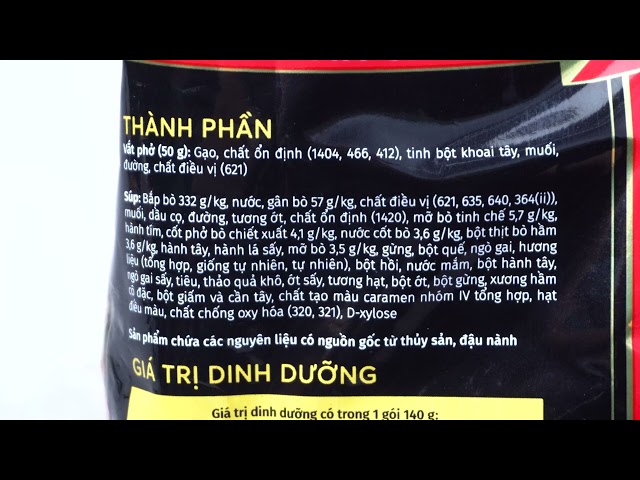 THÀNH PHẦN
Vắt phở (50 g): Gạo, chất ổn định (1404, 466, 412), tinh bột khoai tây, muối,
đường, chất điều vị (621)
Súp: Bắp bò 332 g/kg, nước, gân bò 57 g/kg, chất điều vị (621, 635, 640, 364(ii)),
muối, dầu cọ, đường, tương ớt, chất ổn định (1420), mỡ bò tinh chế 5,7 g/kg,
hành tím, cốt phở bò chiết xuất 4,1 g/kg, nước cốt bò 3,6 g/kg, bột thịt bò hầm
3,6 g/kg, hành tây, hành lá sấy, mỡ bò 3,5 g/kg, gừng, bột quế, ngò gai, hương
liệu (tổng hợp, giống tự nhiên, tự nhiên), bột hồi, nước mắm, bột hành tây,
ngò gai sấy, tiêu, thảo quả khô, ớt sấy, tương hạt, bột ớt, bột gừng, xương hầm
cô đặc, bột giấm và cần tây, chất tạo màu caramen nhóm IV tổng hợp, hạt
điều màu, chất chống oxy hóa (320, 321), D-xylose
Sản phẩm chứa các nguyên liệu có nguồn gốc từ thủy sản, đậu nành
GIÁ TRỊ DINH DƯỠNG
Giá trị dinh dưỡng có trong 1 gói 140 g: